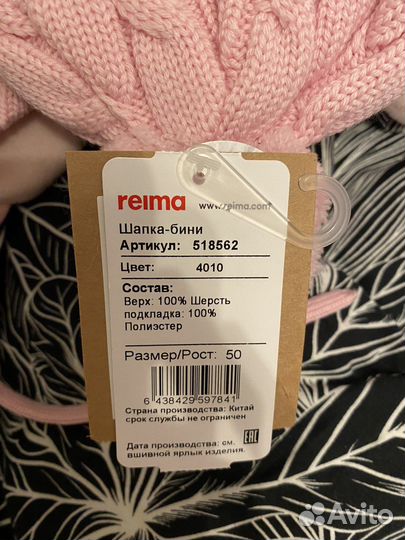 reima www.reima.com
Шапка-бини
Артикул: 518562
Цвет: 4010
Состав:
Верх: 100% Шерсть
подкладка: 100%
Полиэстер
Размер/Рост: 50
6 438429 597841
Страна производства: Китай
срок службы не ограничен
Дата производства: см.
вшивной ярлык изделия.
EAC
Avito